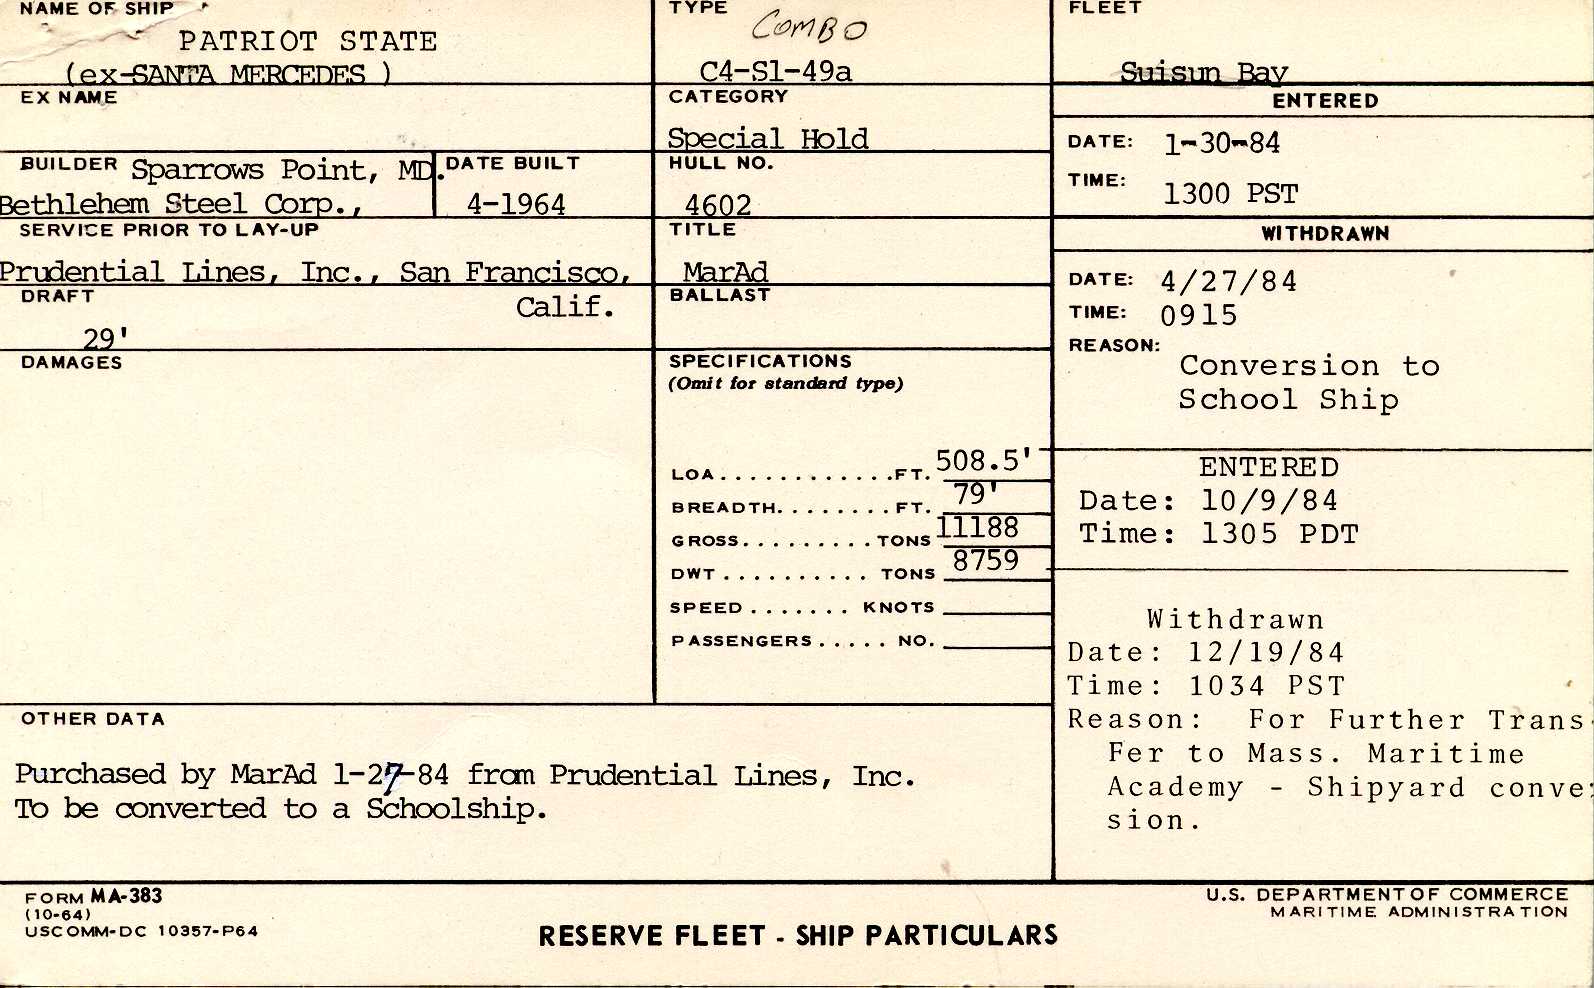 NAME OF SHIP
PATRIOT STATE
(ex-SANTA MERCEDES )
EX NAME
BUILDER Sparrows Point, MD.
Bethlehem Steel Corp.,
DATE BUILT
4-1964
SERVICE PRIOR TO LAY-UP
Prudential Lines, Inc., San Francisco,
Calif.
DRAFT
29'
DAMAGES
TYPE
COMBO
C4-S1-49a
CATEGORY
Special Hold
HULL NO.
4602
TITLE
MarAd
BALLAST
SPECIFICATIONS
(Omit for standard type)
LOA.............FT. 508.5'
BREADTH........FT. 79'
GROSS.........TONS 11188
DWT.......... TONS 8759
SPEED....... KNOTS
PASSENGERS..... NO.
FLEET
Suisun Bay
ENTERED
DATE: 1-30-84
TIME: 1300 PST
WITHDRAWN
DATE: 4/27/84
TIME: 0915
REASON: Conversion to
School Ship
ENTERED
Date: 10/9/84
Time: 1305 PDT
Withdrawn
Date: 12/19/84
Time: 1034 PST
Reason: For Further Trans-
Fer to Mass. Maritime
Academy - Shipyard conve
sion.
OTHER DATA
Purchased by MarAd 1-27-84 from Prudential Lines, Inc.
To be converted to a Schoolship.
FORM MA-383
(10-64)
USCOMM-DC 10357-P64
RESERVE FLEET - SHIP PARTICULARS
U.S. DEPARTMENT OF COMMERCE
MARITIME ADMINISTRATION